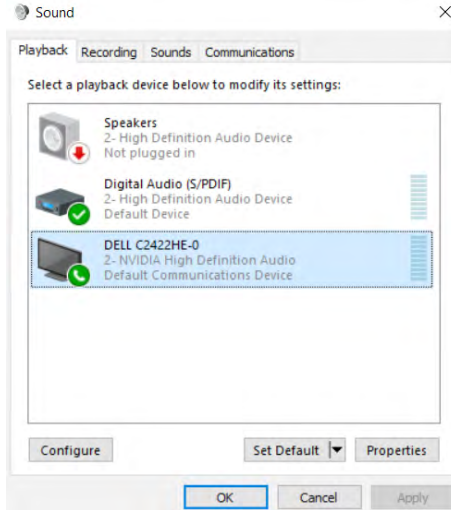 Sound
Playback Recording Sounds Communications
Select a playback device below to modify its settings:
Speakers
2- High Definition Audio Device
Not plugged in
Digital Audio (S/PDIF)
2- High Definition Audio Device
Default Device
DELL C2422HE-0
2- NVIDIA High Definition Audio
Default Communications Device
Configure Set Default Properties
OK Cancel Apply